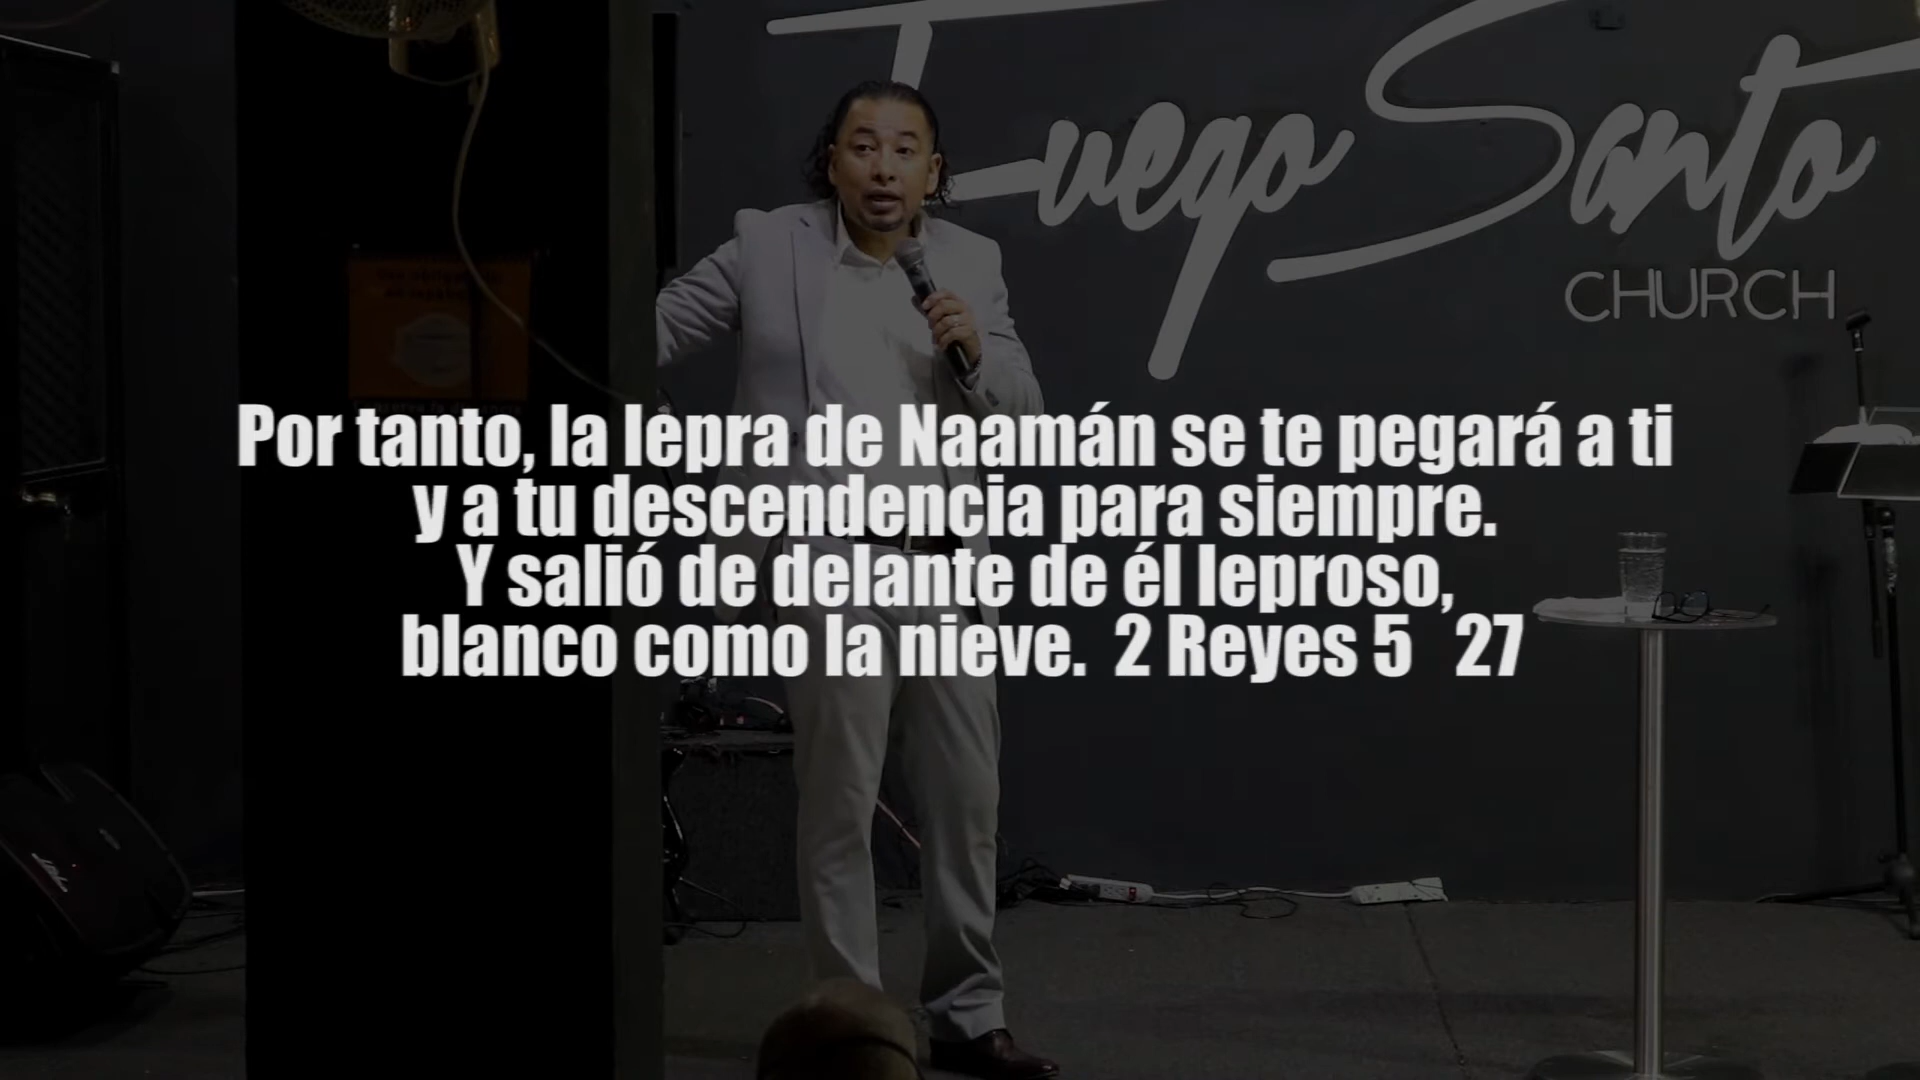 Fuego Santo
CHURCH
Por tanto, la lepra de Naamán se te pegará a ti
y a tu descendencia para siempre.
Y salió de delante de él leproso,
blanco como la nieve. 2 Reyes 5 27